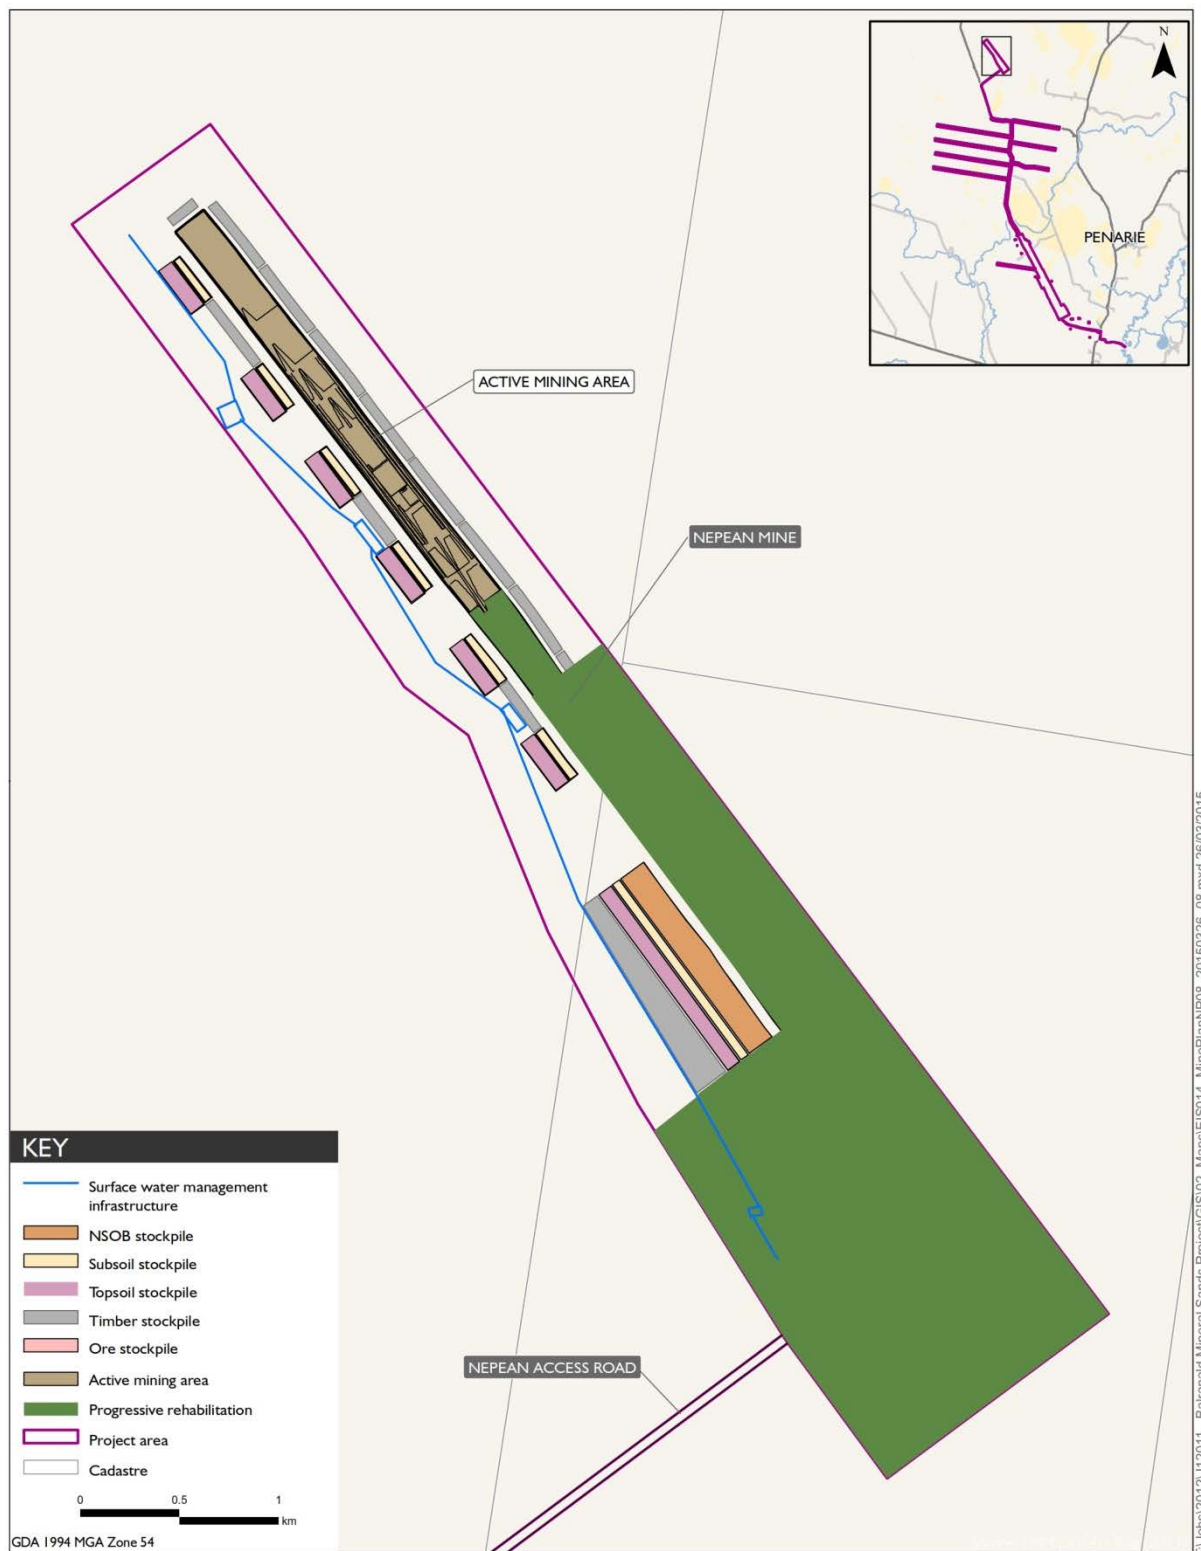 N
PENARIE
ACTIVE MINING AREA
NEPEAN MINE
NEPEAN ACCESS ROAD
KEY
Surface water management
infrastructure
NSOB stockpile
Subsoil stockpile
Topsoil stockpile
Timber stockpile
Ore stockpile
Active mining area
Progressive rehabilitation
Project area
Cadastre
0 0.5 1
km
GDA 1994 MGA Zone 54